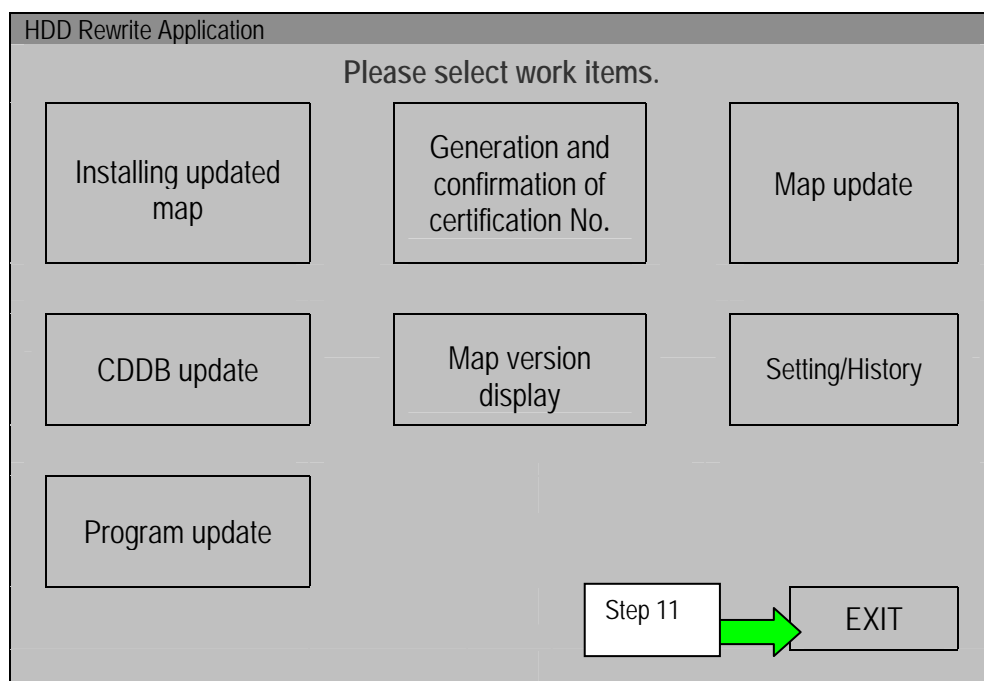 HDD Rewrite Application
Please select work items.
Installing updated
map
Generation and
confirmation of
certification No.
Map update
CDDB update
Map version
display
Setting/History
Program update
Step 11
EXIT